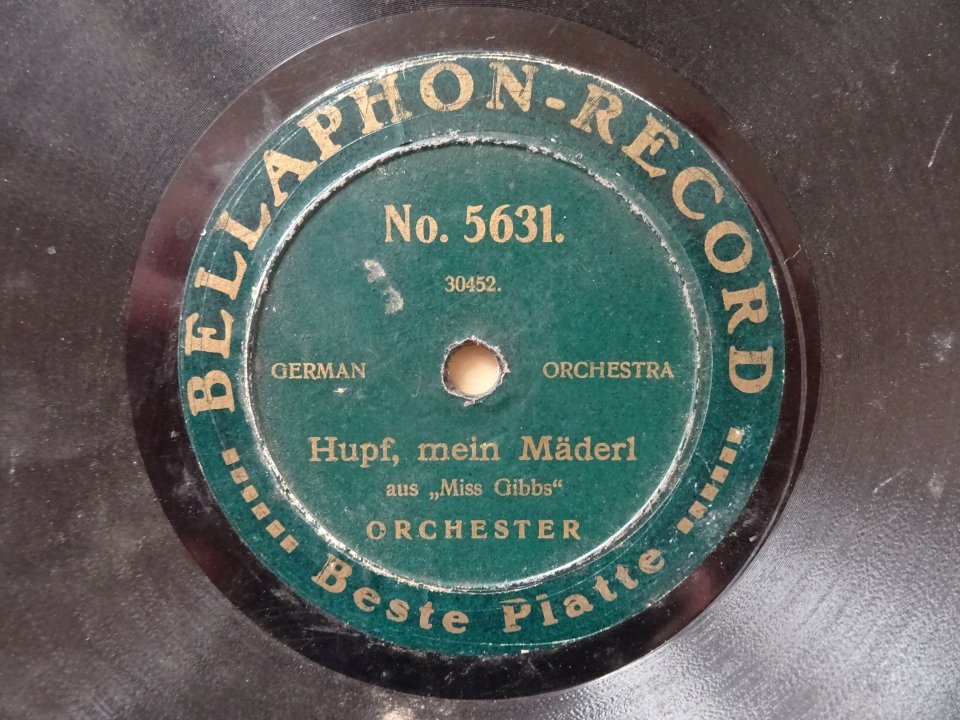 BELLAPHON-RECORD
No. 5631.
30452.
GERMAN ORCHESTRA
Hupf, mein Mäderl
aus „Miss Gibbs“
ORCHESTER
Beste Platte